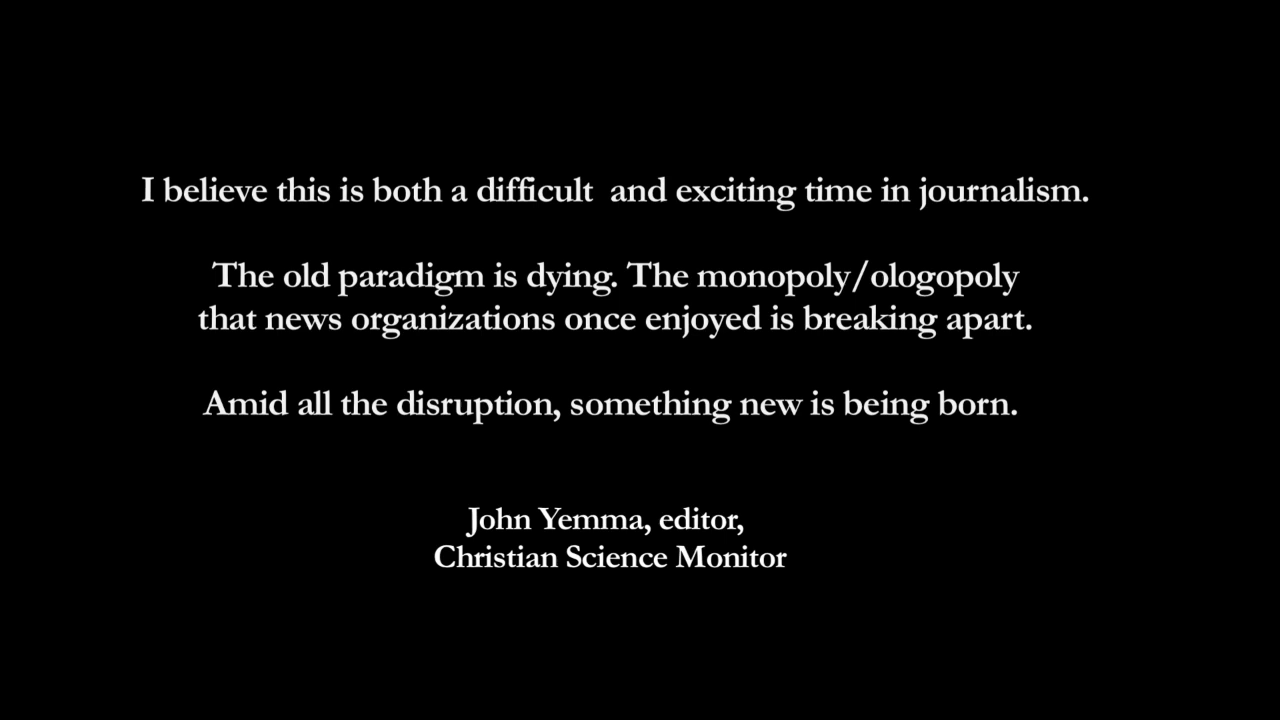 I believe this is both a difficult  and exciting time in journalism.
The old paradigm is dying. The monopoly/ologopoly
that news organizations once enjoyed is breaking apart.
Amid all the disruption, something new is being born.
John Yemma, editor,
Christian Science Monitor